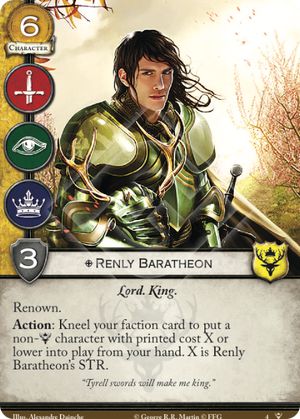 6
Character
3
Renly Baratheon
Lord. King.
Renown.
Action: Kneel your faction card to put a
non- character with printed cost X or
lower into play from your hand. X is Renly
Baratheon's STR.
"Tyrell swords will make me king."
Illus. Alexandre Dainche © George R.R. Martin © FFG 4